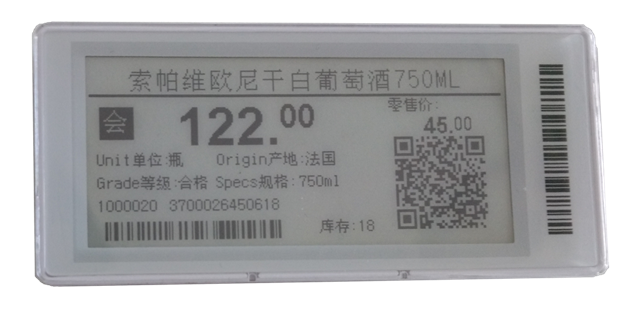 索帕维欧尼干白葡萄酒750ML
会 122.00
零售价:
45.00
Unit单位:瓶 Origin产地:法国
Grade等级:合格 Specs规格:750ml
1000020 3700026450618
库存:18